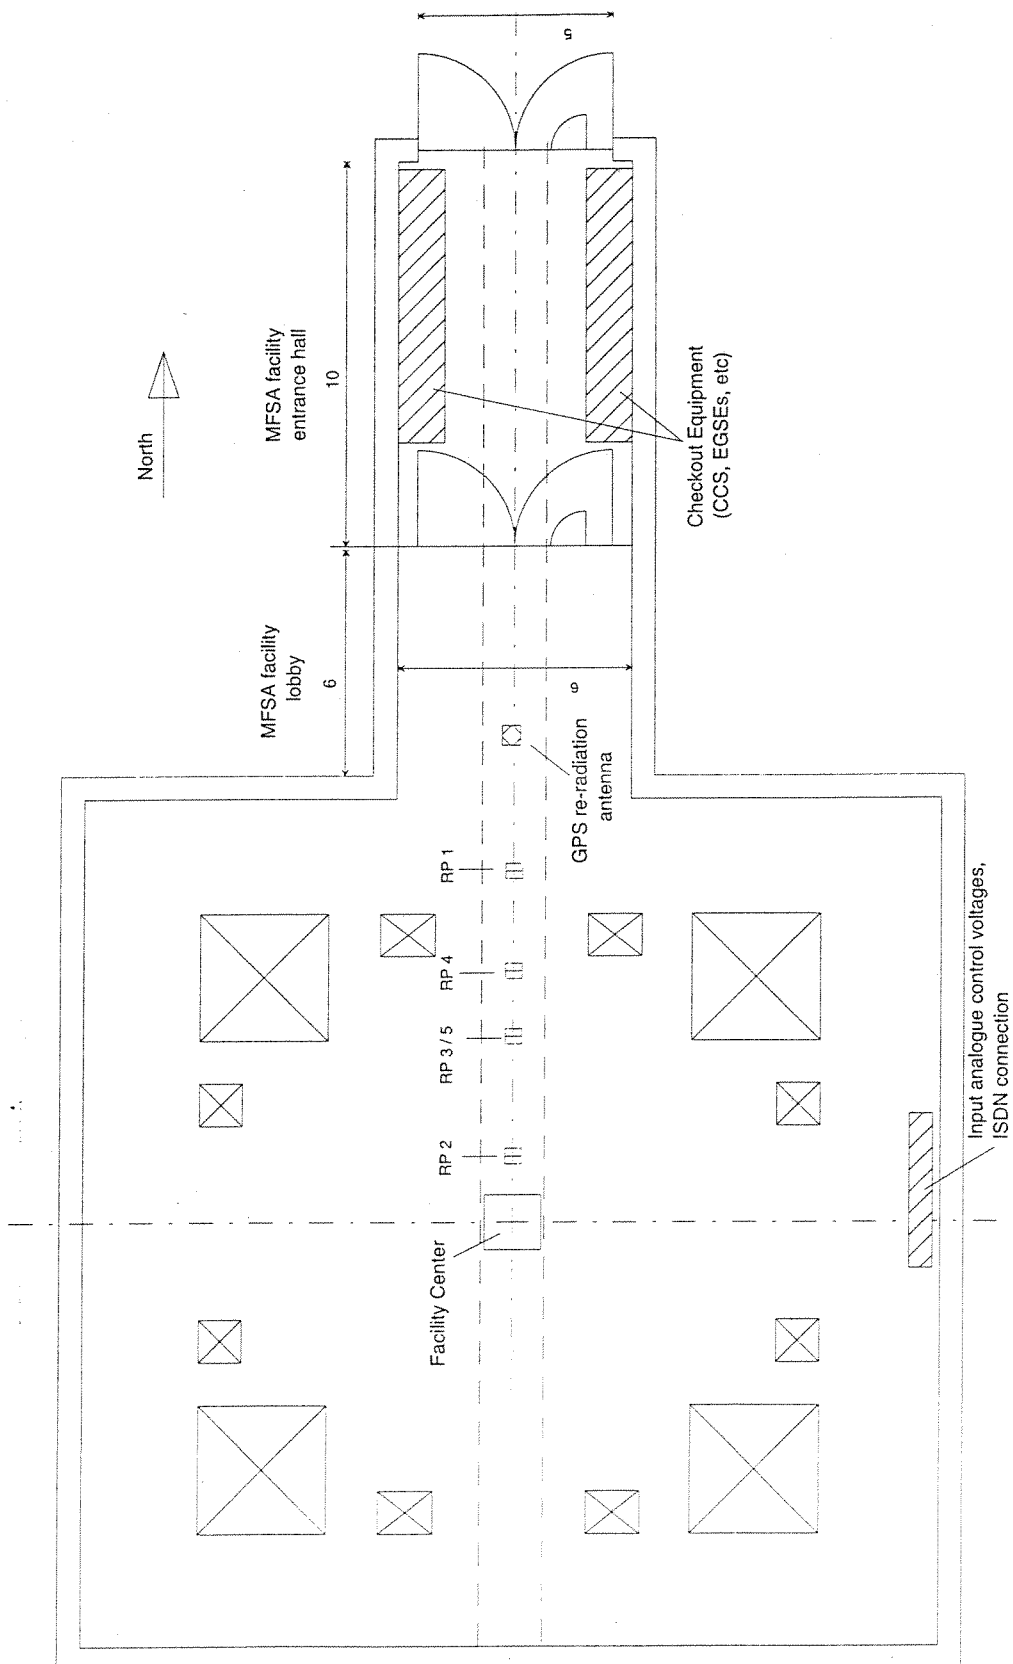 North
MFSA facility
entrance hall
10
MFSA facility
lobby
6
5
6
Checkout Equipment
(CCS, EGSEs, etc)
GPS re-radiation
antenna
RP 1
RP 4
RP 3 / 5
RP 2
Facility Center
Input analogue control voltages,
ISDN connection